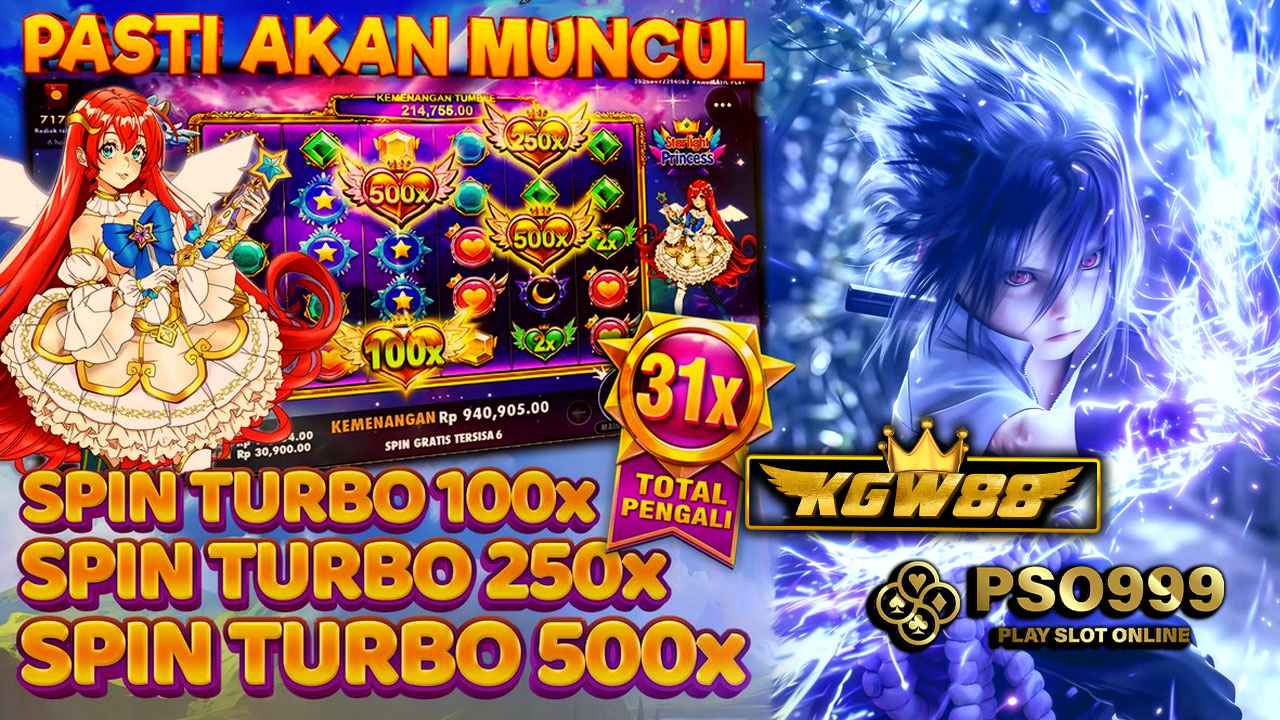 PASTI AKAN MUNCUL
KEMENANGAN TUMBLE
214,755.00
717
250x
500x
500x
2x
100x
2x
Starlight
Princess
31x
TOTAL
PENGALI
KEMENANGAN Rp 940,905.00
SPIN GRATIS TERSISA 6
Rp 30,900.00
SPIN TURBO 100x
SPIN TURBO 250x
SPIN TURBO 500x
KGW88
PSO999
PLAY SLOT ONLINE